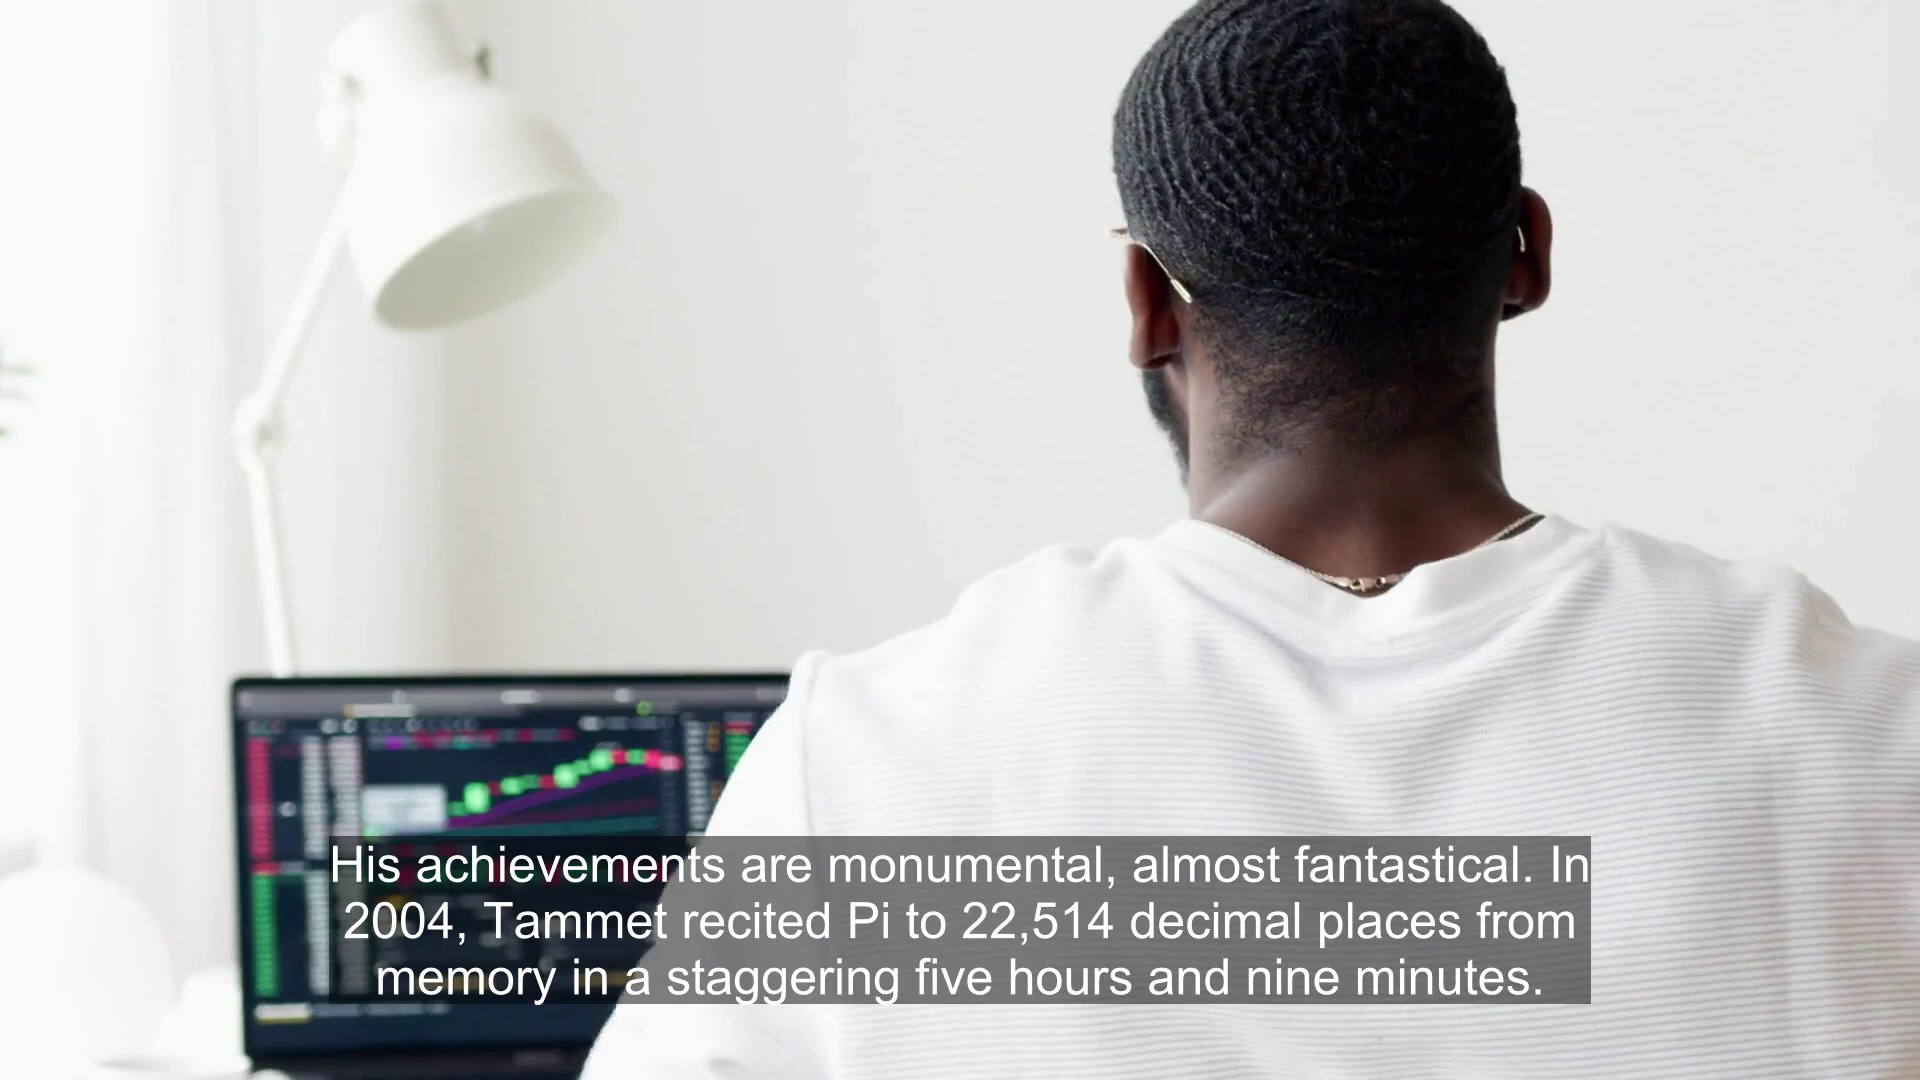 His achievements are monumental, almost fantastical. In
2004, Tammet recited Pi to 22,514 decimal places from
memory in a staggering five hours and nine minutes.